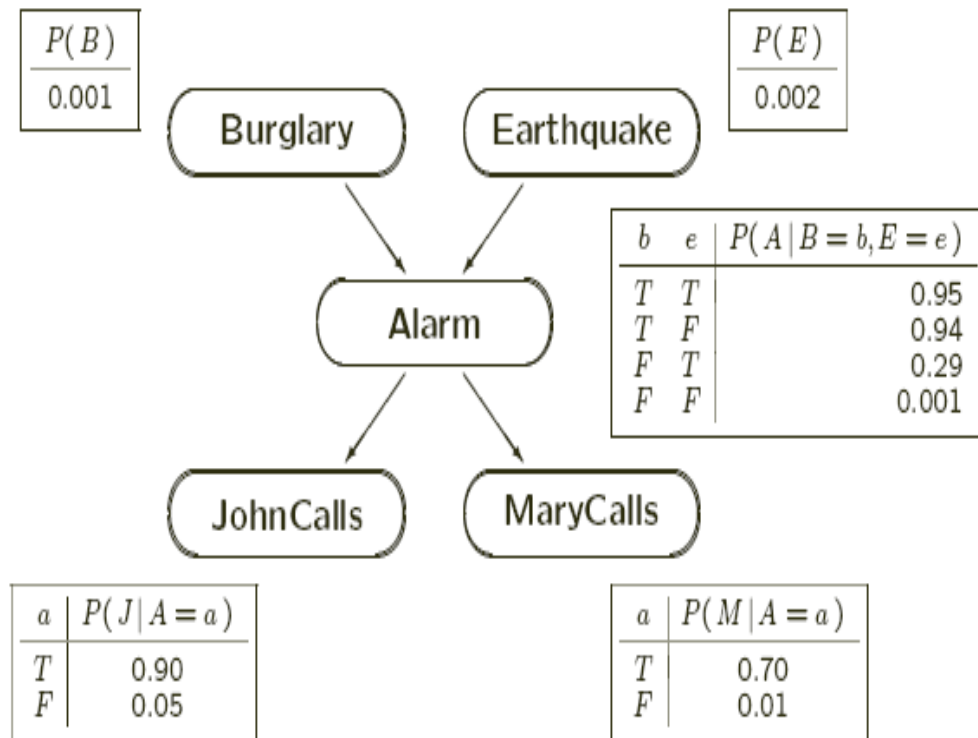 P(B)
0.001
P(E)
0.002
Burglary
Earthquake
b e P(A|B = b, E = e)
T T 0.95
T F 0.94
F T 0.29
F F 0.001
Alarm
JohnCalls
MaryCalls
a P(J|A = a)
T 0.90
F 0.05
a P(M|A = a)
T 0.70
F 0.01